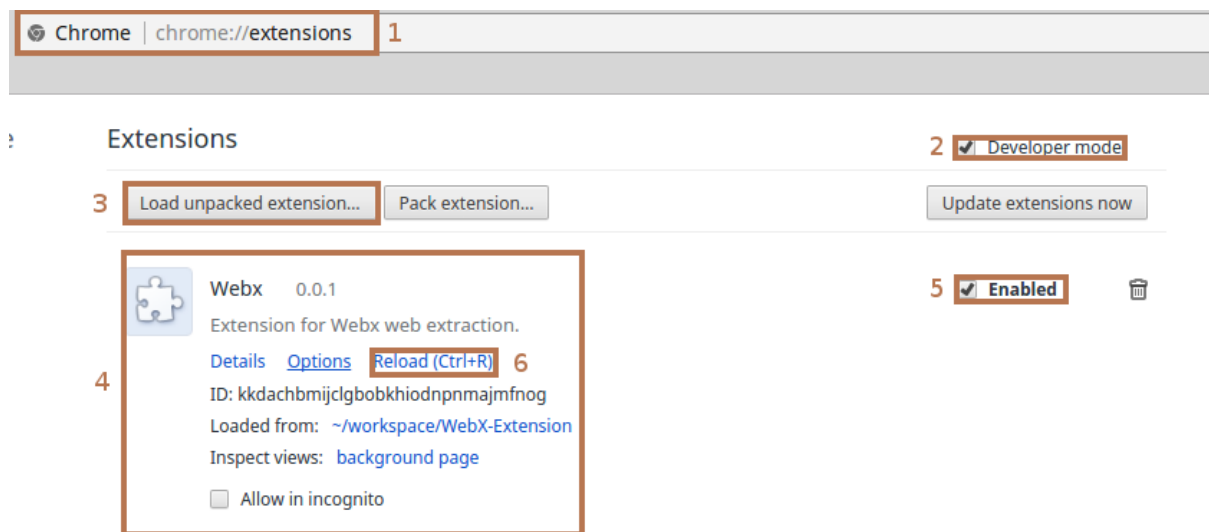 Chrome | chrome://extensions 1
Extensions
2 Developer mode
3 Load unpacked extension... Pack extension... Update extensions now
Webx 0.0.1
5 Enabled
Extension for Webx web extraction.
Details Options Reload (Ctrl+R) 6
4
ID: kkdachbmijclgbobkhiodnpnmajmfnog
Loaded from: ~/workspace/WebX-Extension
Inspect views: background page
Allow in incognito